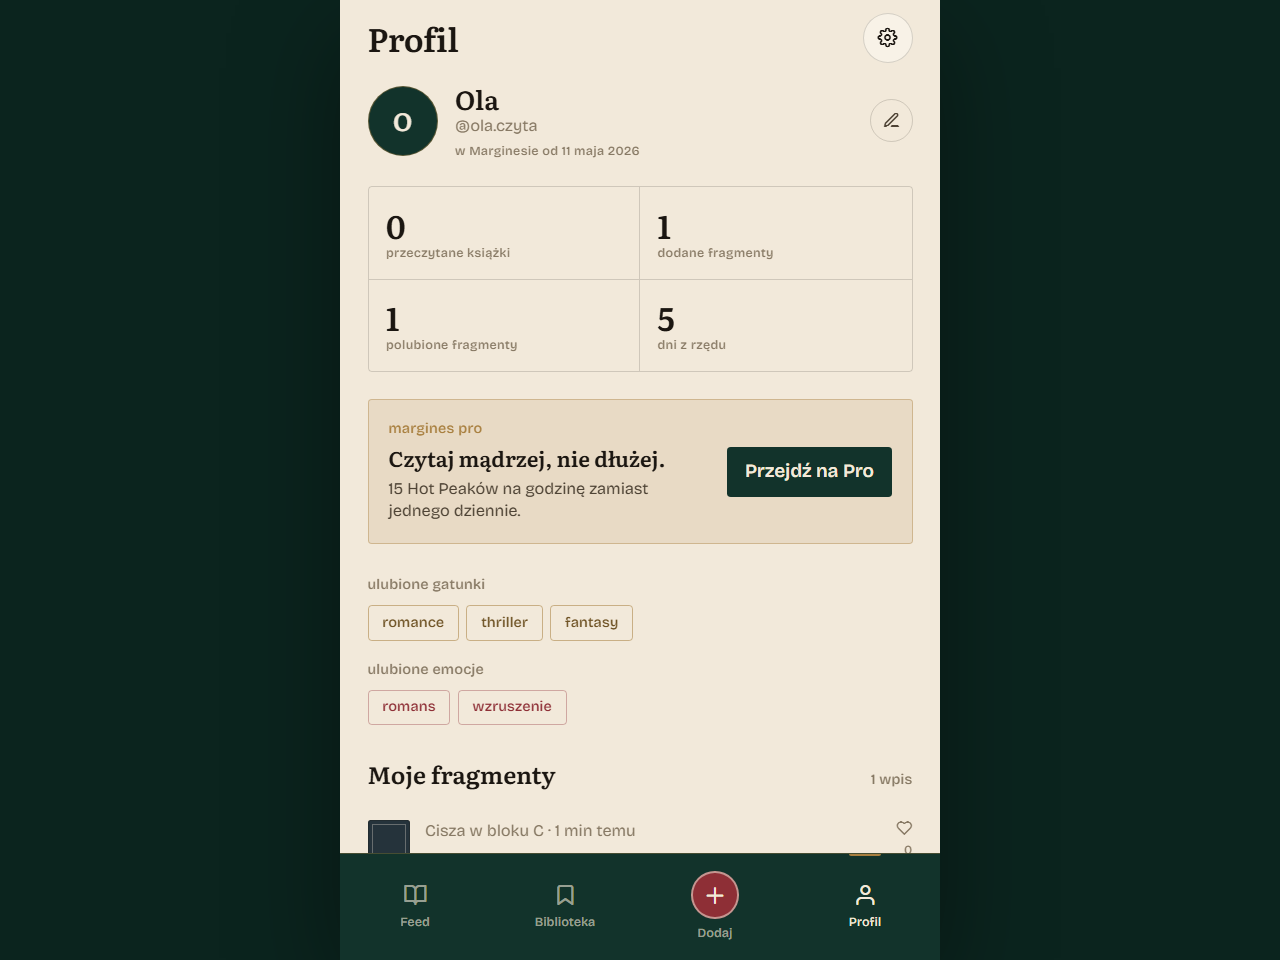 Profil
O
Ola
@ola.czyta
w Marginesie od 11 maja 2026
0
przeczytane książki
1
dodane fragmenty
1
polubione fragmenty
5
dni z rzędu
margines pro
Czytaj mądrzej, nie dłużej.
15 Hot Peaków na godzinę zamiast
jednego dziennie.
Przejdź na Pro
ulubione gatunki
romance
thriller
fantasy
ulubione emocje
romans
wzruszenie
Moje fragmenty
1 wpis
Cisza w bloku C · 1 min temu
0
Feed
Biblioteka
Dodaj
Profil